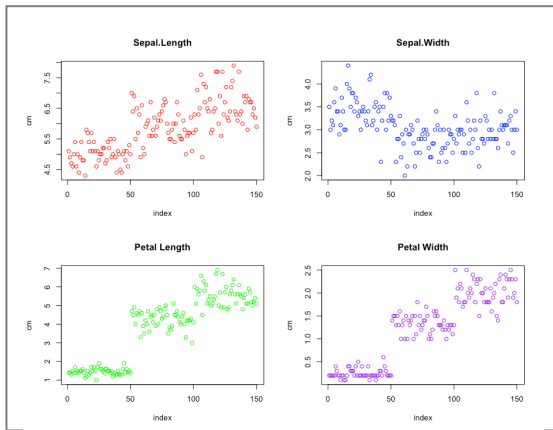 Sepal.Length
cm
4.5 5.5 6.5 7.5
0 50 100 150
index
Sepal.Width
cm
2.0 2.5 3.0 3.5 4.0
0 50 100 150
index
Petal Length
cm
1 2 3 4 5 6 7
0 50 100 150
index
Petal Width
cm
0.5 1.0 1.5 2.0 2.5
0 50 100 150
index